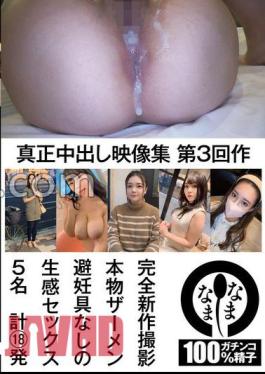 真正中出し映像集 第3回作
完全新作撮影
本物ザーメン
避妊具なしの
生感セックス
5名 計⑱発
なま
なま
100%
ガチンコ
精子